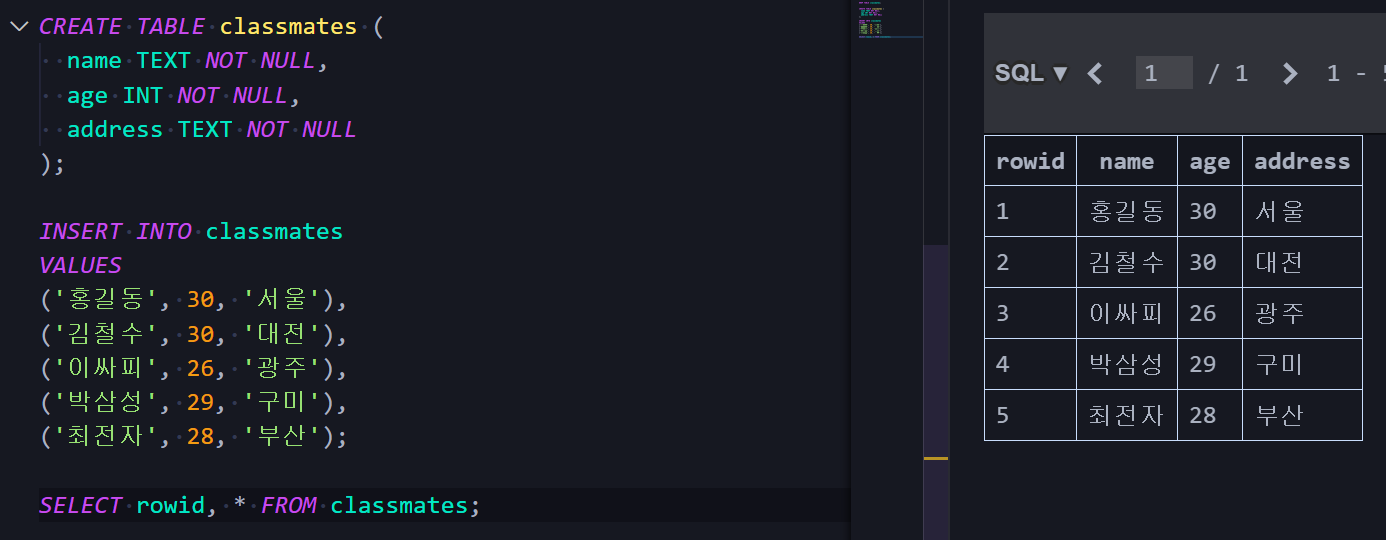 CREATE TABLE classmates (
name TEXT NOT NULL,
age INT NOT NULL,
address TEXT NOT NULL
);
INSERT INTO classmates
VALUES
('홍길동', 30, '서울'),
('김철수', 30, '대전'),
('이싸피', 26, '광주'),
('박삼성', 29, '구미'),
('최전자', 28, '부산');
SELECT rowid, * FROM classmates;
SQL ▼ < 1 / 1 > 1 -
rowid name age address
1 홍길동 30 서울
2 김철수 30 대전
3 이싸피 26 광주
4 박삼성 29 구미
5 최전자 28 부산